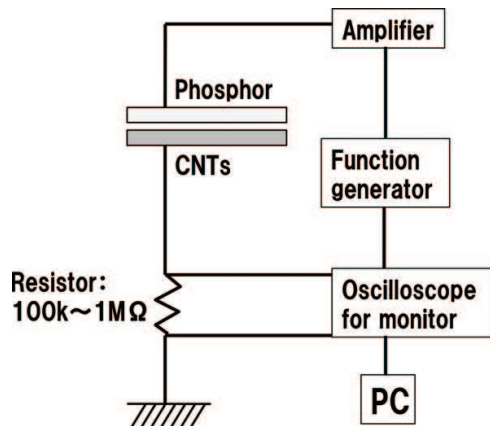 Amplifier
Phosphor
CNTs
Function
generator
Resistor:
100k～1MΩ
Oscilloscope
for monitor
PC